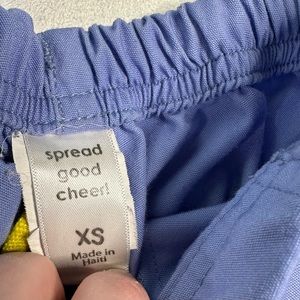 spread
good
cheer!
XS
Made in
Haiti